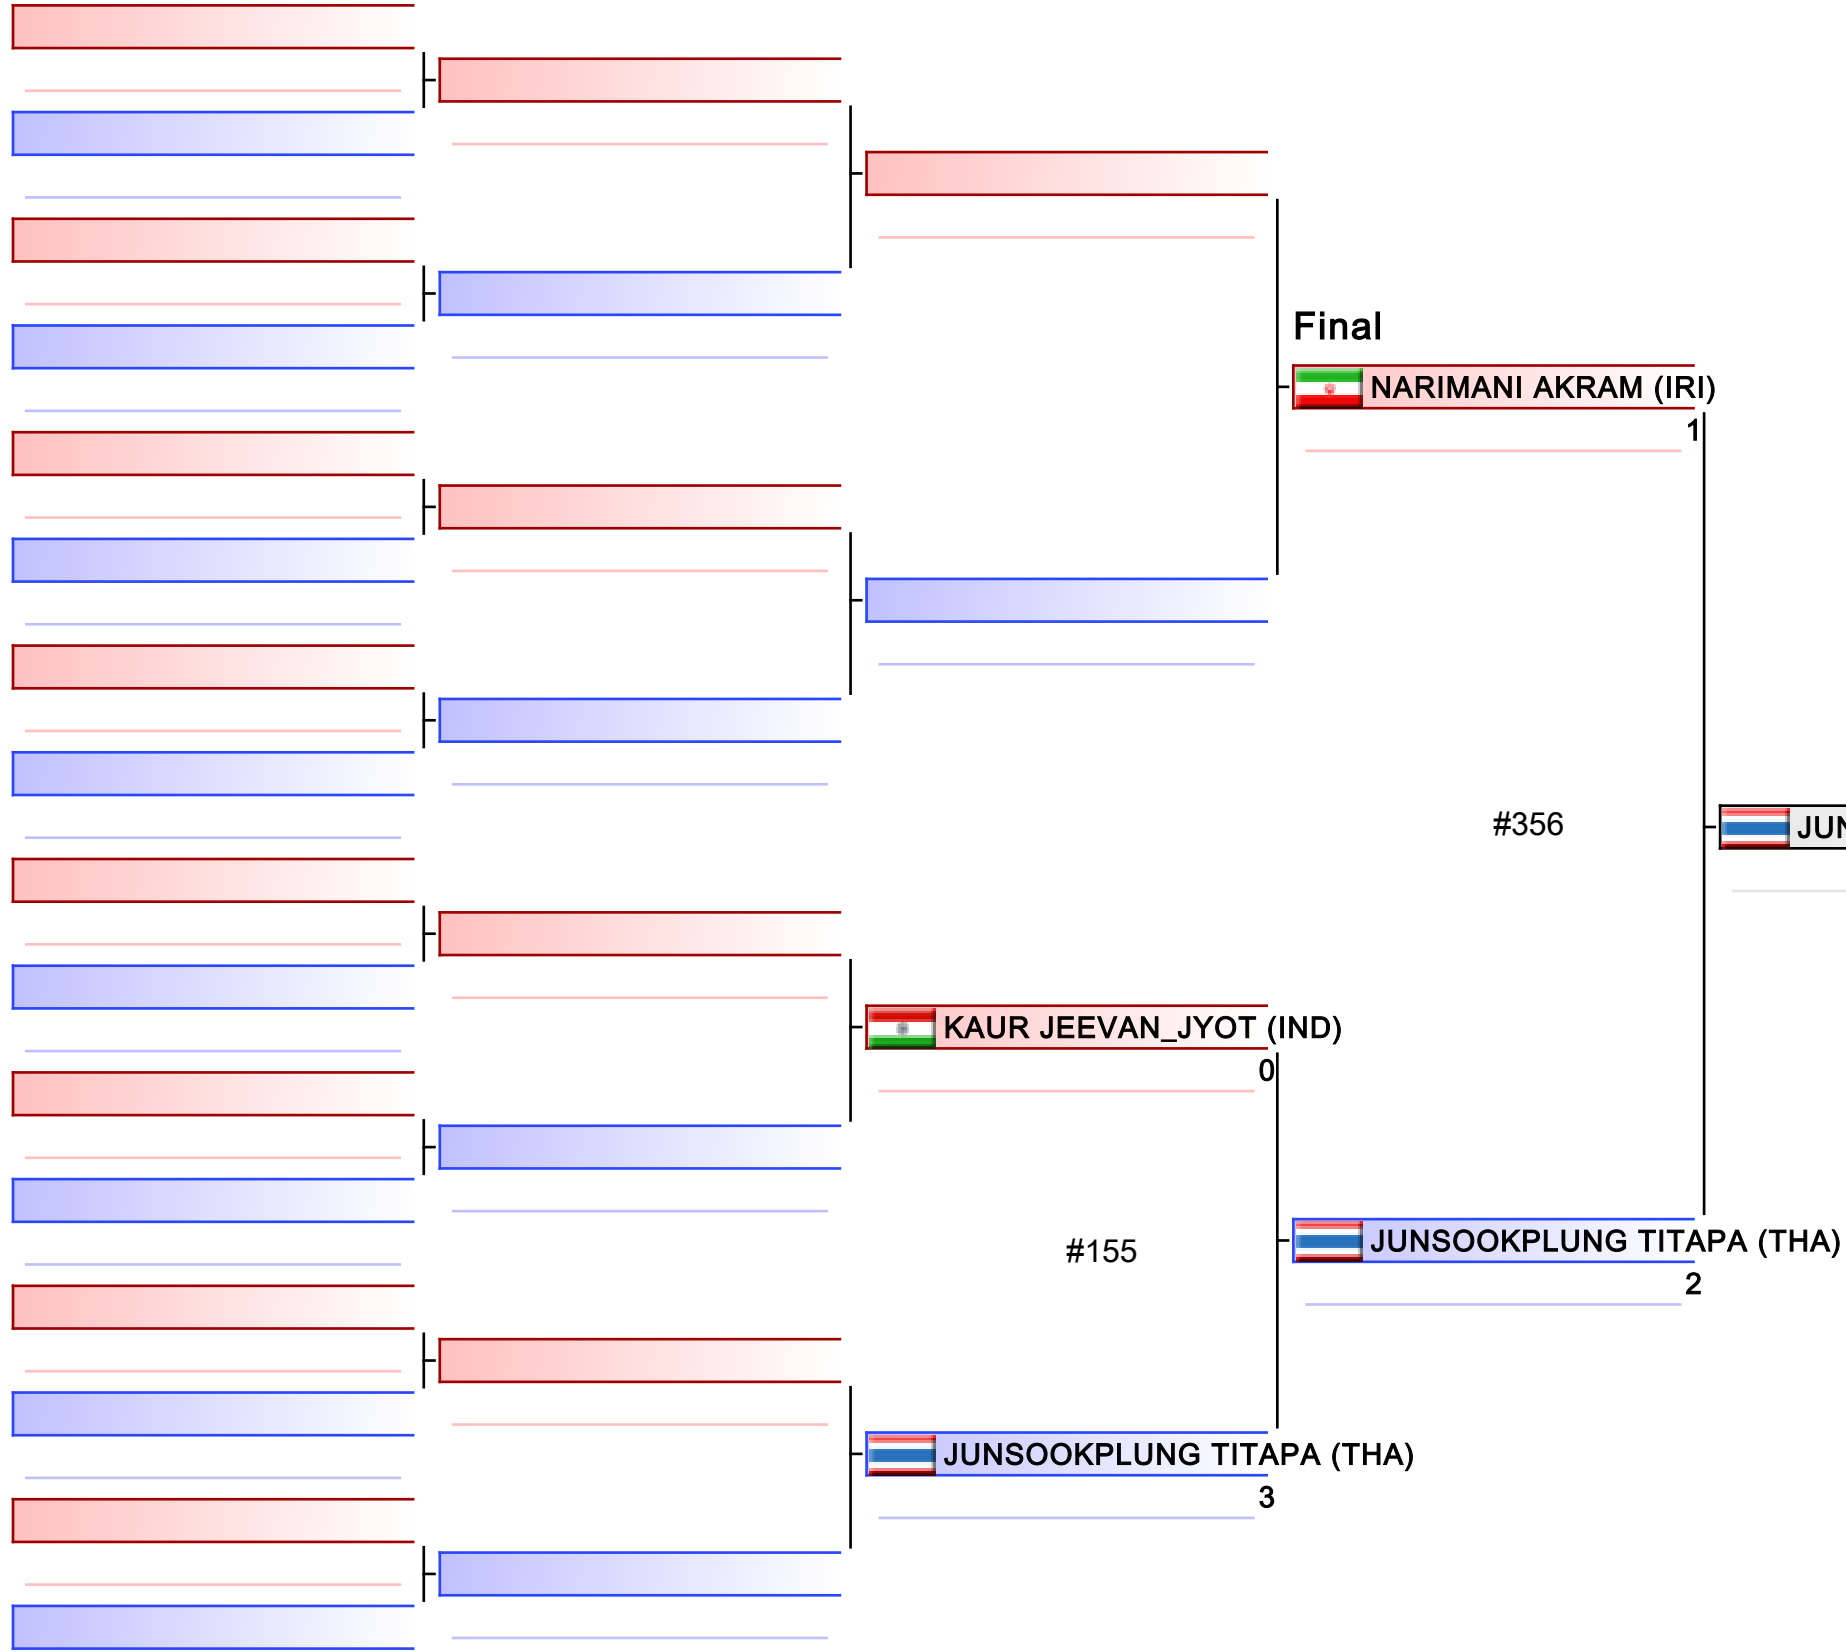 Final
NARIMANI AKRAM (IRI)
1
#356
JUN
KAUR JEEVAN_JYOT (IND)
0
#155
JUNSOOKPLUNG TITAPA (THA)
2
JUNSOOKPLUNG TITAPA (THA)
3